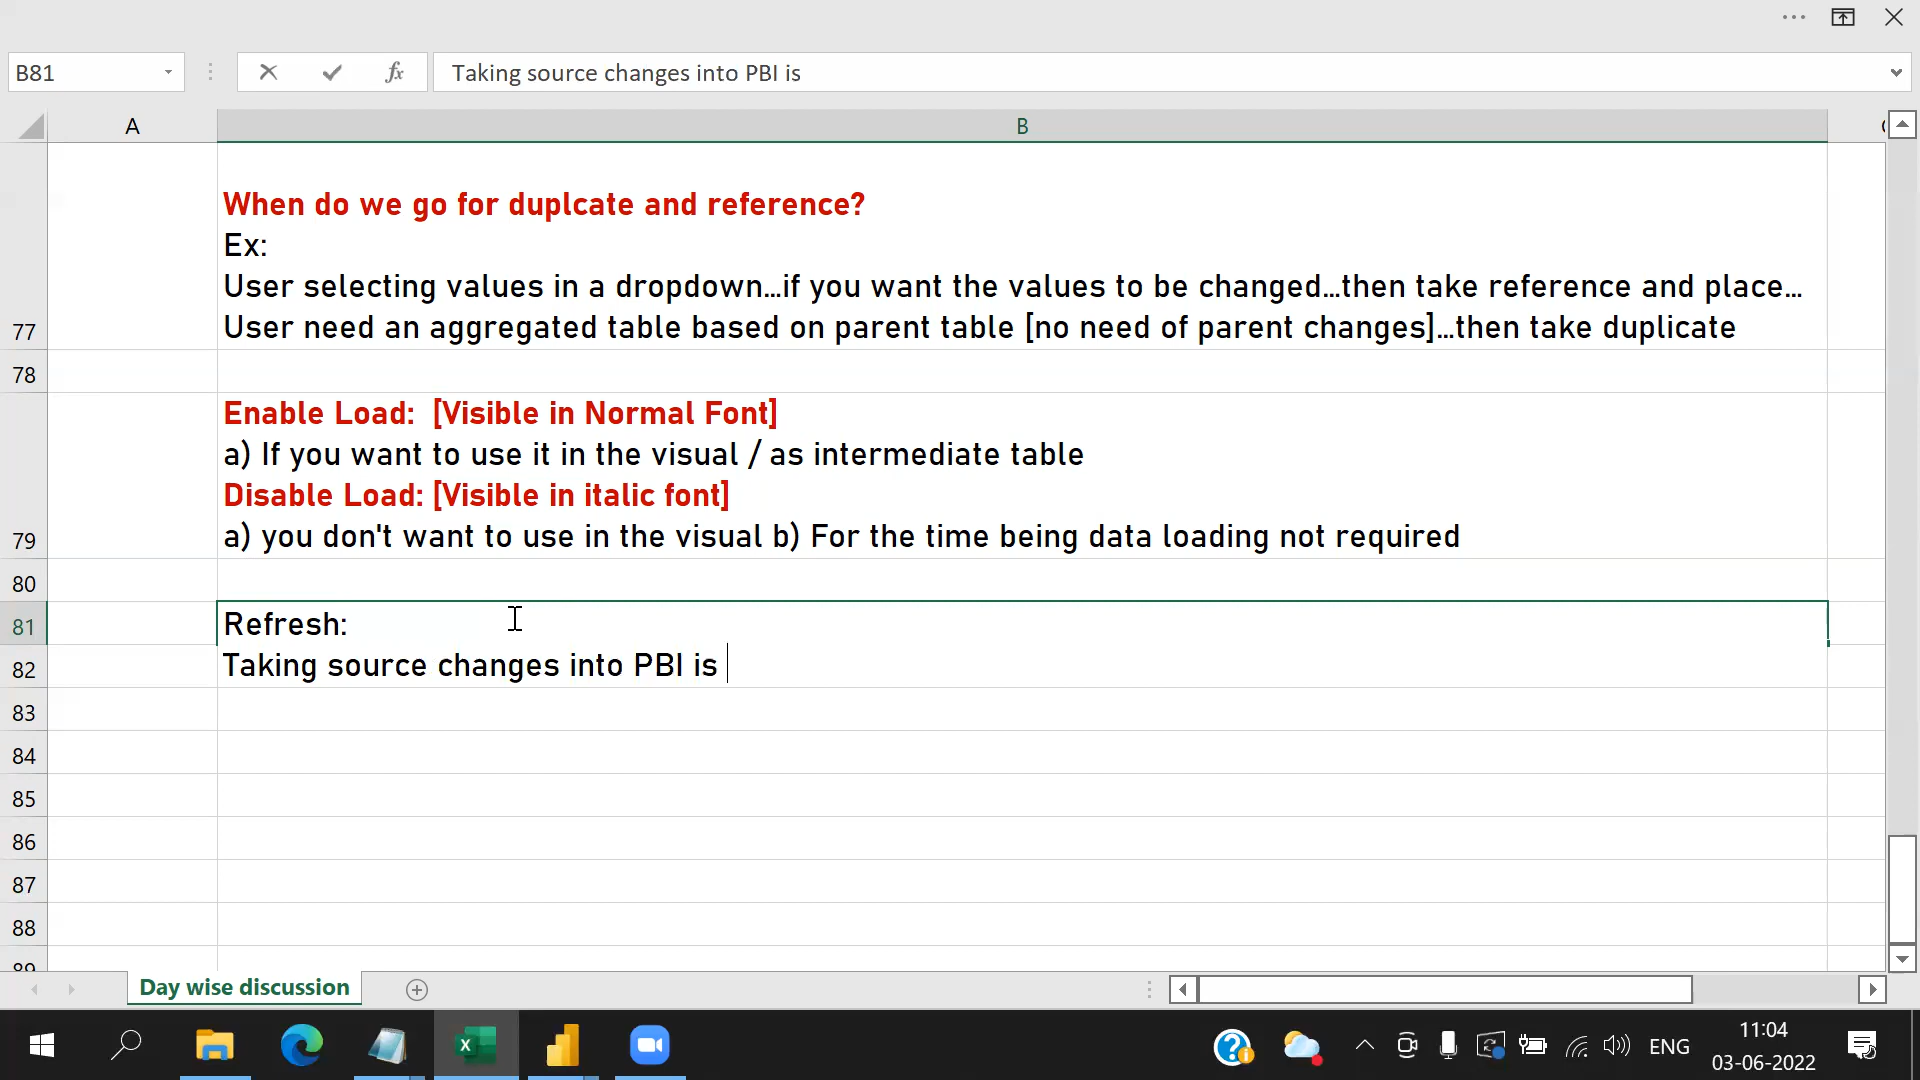 B81
fx
Taking source changes into PBI is
A
B
When do we go for duplcate and reference?
Ex:
User selecting values in a dropdown...if you want the values to be changed...then take reference and place...
77
User need an aggregated table based on parent table [no need of parent changes]...then take duplicate
78
Enable Load: [Visible in Normal Font]
a) If you want to use it in the visual / as intermediate table
Disable Load: [Visible in italic font]
79
a) you don't want to use in the visual b) For the time being data loading not required
80
81
Refresh:
82
Taking source changes into PBI is
83
84
85
86
87
88
89
Day wise discussion
ENG
11:04
03-06-2022